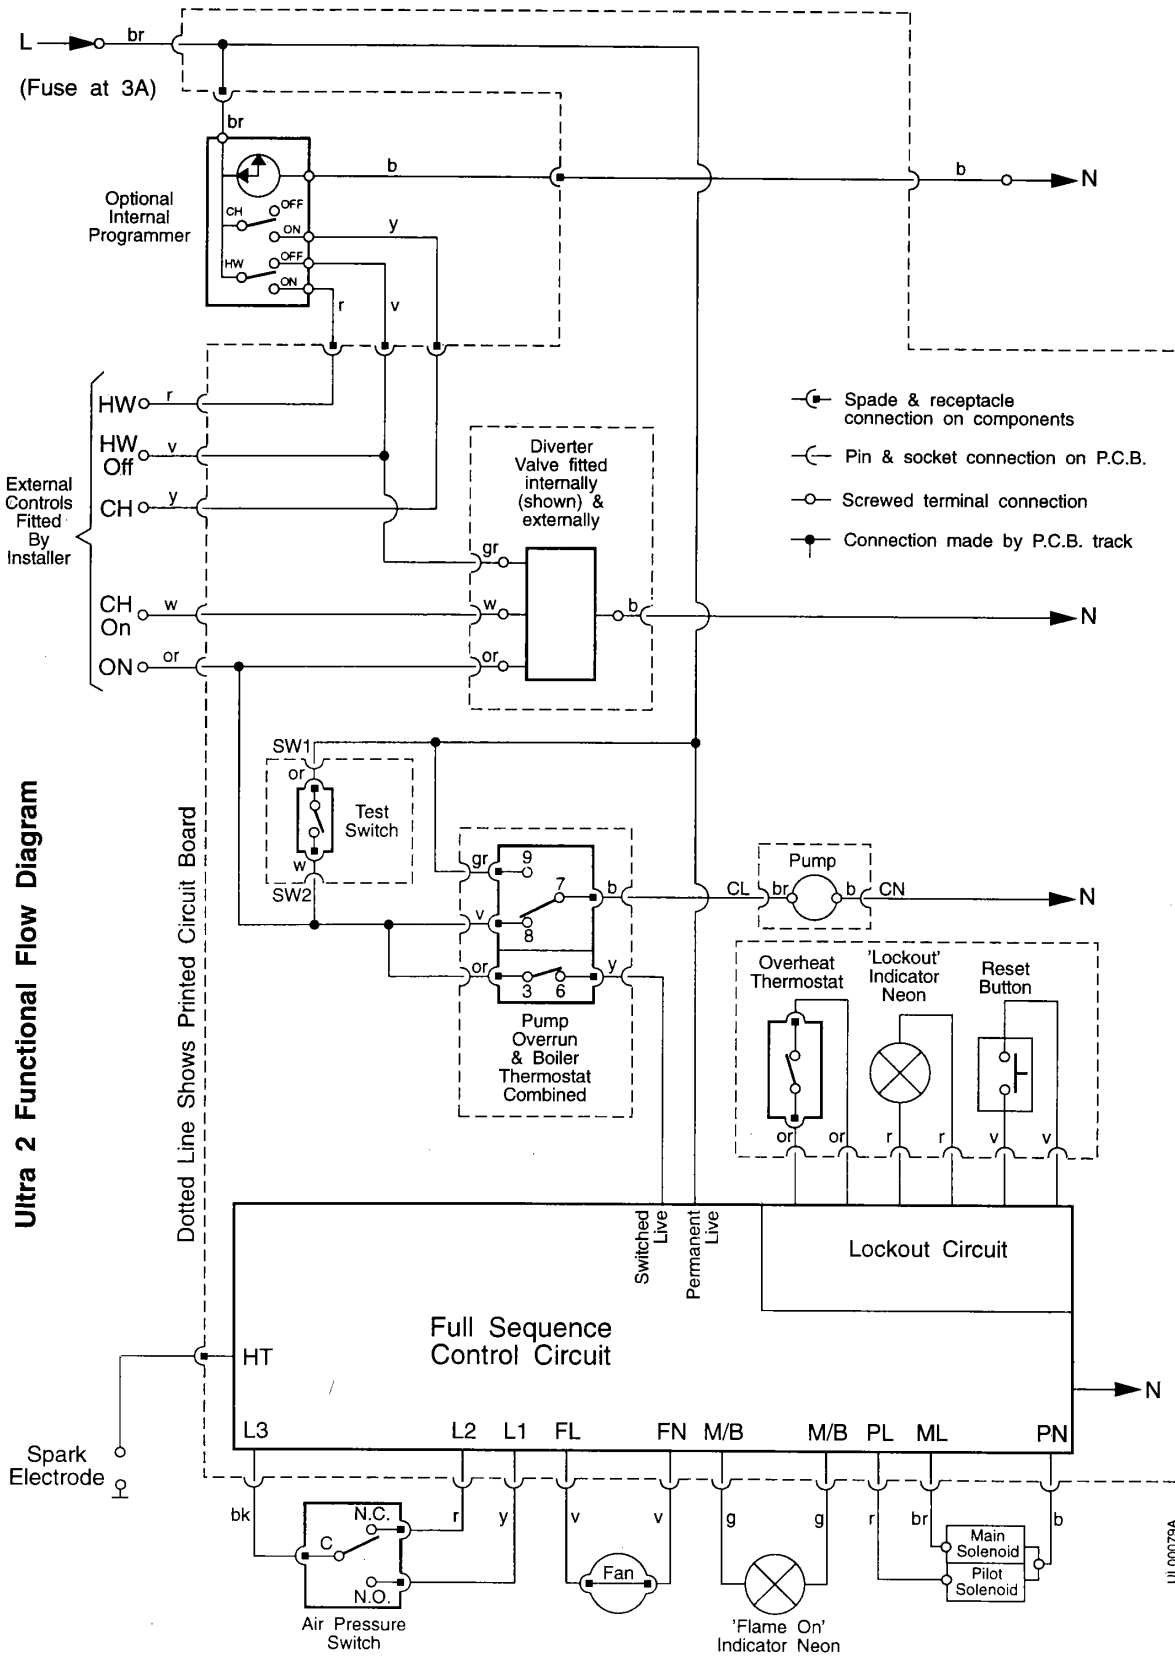 L
br
(Fuse at 3A)
br
Optional
Internal
Programmer
CH
OFF
ON
HW
OFF
ON
b
b
N
y
r
v
External
Controls
Fitted
By
Installer
HW
r
HW
Off
v
CH
y
CH
On
w
ON
or
Diverter
Valve fitted
internally
(shown) &
externally
gr
w
or
b
N
Spade & receptacle
connection on components
Pin & socket connection on P.C.B.
Screwed terminal connection
Connection made by P.C.B. track
Ultra 2 Functional Flow Diagram
Dotted Line Shows Printed Circuit Board
SW1
or
Test
Switch
w
SW2
gr
9
7
b
v
8
or
3
6
y
Pump
Overrun
& Boiler
Thermostat
Combined
Pump
CL
br
b
CN
N
Overheat
Thermostat
'Lockout'
Indicator
Neon
Reset
Button
or
or
r
r
v
v
Switched
Live
Permanent
Live
Lockout Circuit
Full Sequence
Control Circuit
HT
N
Spark
Electrode
L3
L2
L1
FL
FN
M/B
M/B
PL
ML
PN
bk
r
y
v
v
g
g
r
br
b
N.C.
C
N.O.
Air Pressure
Switch
Fan
'Flame On'
Indicator Neon
Main
Solenoid
Pilot
Solenoid
UL00079A